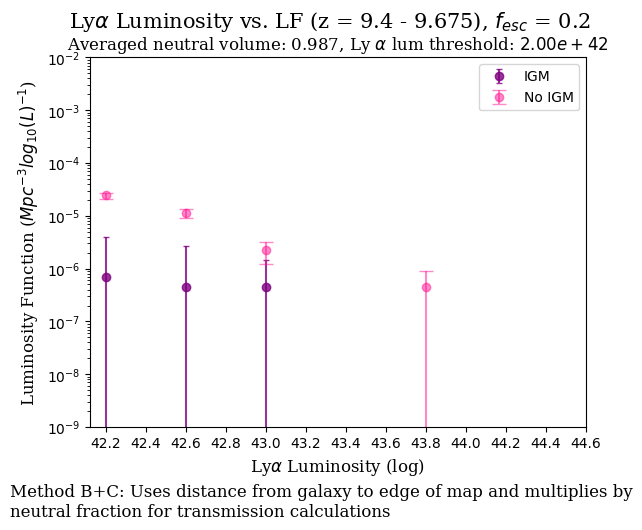 Lyα Luminosity vs. LF (z = 9.4 - 9.675), f_esc = 0.2
Averaged neutral volume: 0.987, Ly α lum threshold: 2.00e + 42
IGM
No IGM
Luminosity Function (Mpc⁻³log₁₀(L)⁻¹)
10⁻²
10⁻³
10⁻⁴
10⁻⁵
10⁻⁶
10⁻⁷
10⁻⁸
10⁻⁹
42.2 42.4 42.6 42.8 43.0 43.2 43.4 43.6 43.8 44.0 44.2 44.4 44.6
Lyα Luminosity (log)
Method B+C: Uses distance from galaxy to edge of map and multiplies by
neutral fraction for transmission calculations